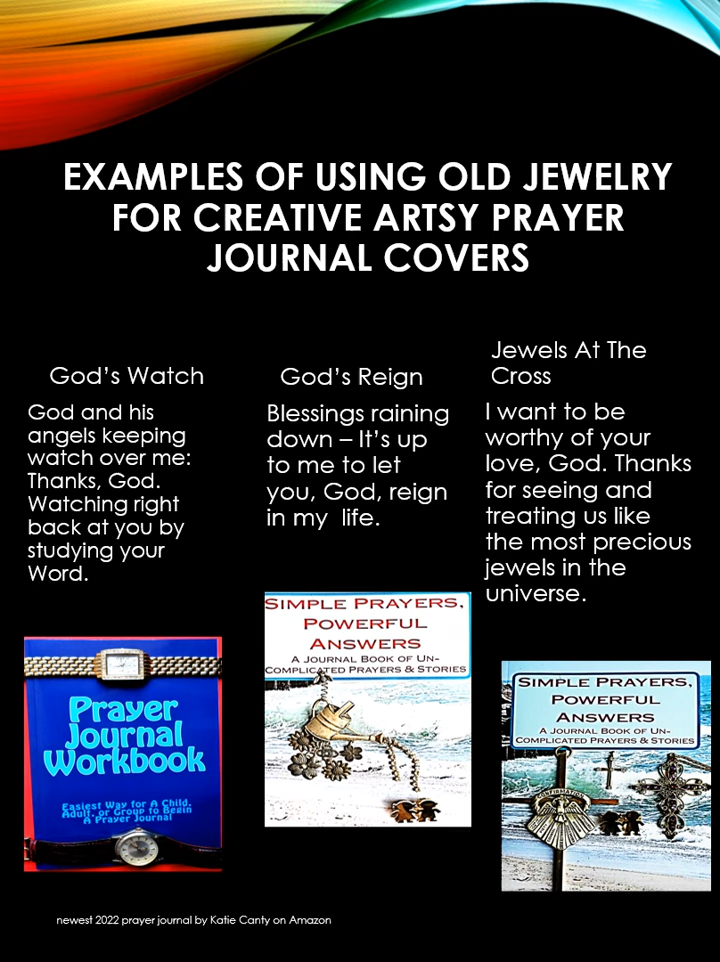 EXAMPLES OF USING OLD JEWELRY
FOR CREATIVE ARTSY PRAYER
JOURNAL COVERS
God’s Watch
God and his
angels keeping
watch over me:
Thanks, God.
Watching right
back at you by
studying your
Word.
Prayer
Journal
Workbook
Easiest Way for A Child,
Adult, or Group to Begin
A Prayer Journal
God’s Reign
Blessings raining
down – It’s up
to me to let
you, God, reign
in my life.
Simple Prayers,
Powerful
Answers
A Journal Book of Un-
Complicated Prayers & Stories
Jewels At The
Cross
I want to be
worthy of your
love, God. Thanks
for seeing and
treating us like
the most precious
jewels in the
universe.
Simple Prayers,
Powerful
Answers
A Journal Book of Un-
Complicated Prayers & Stories
CONFIRMATION
newest 2022 prayer journal by Katie Canty on Amazon